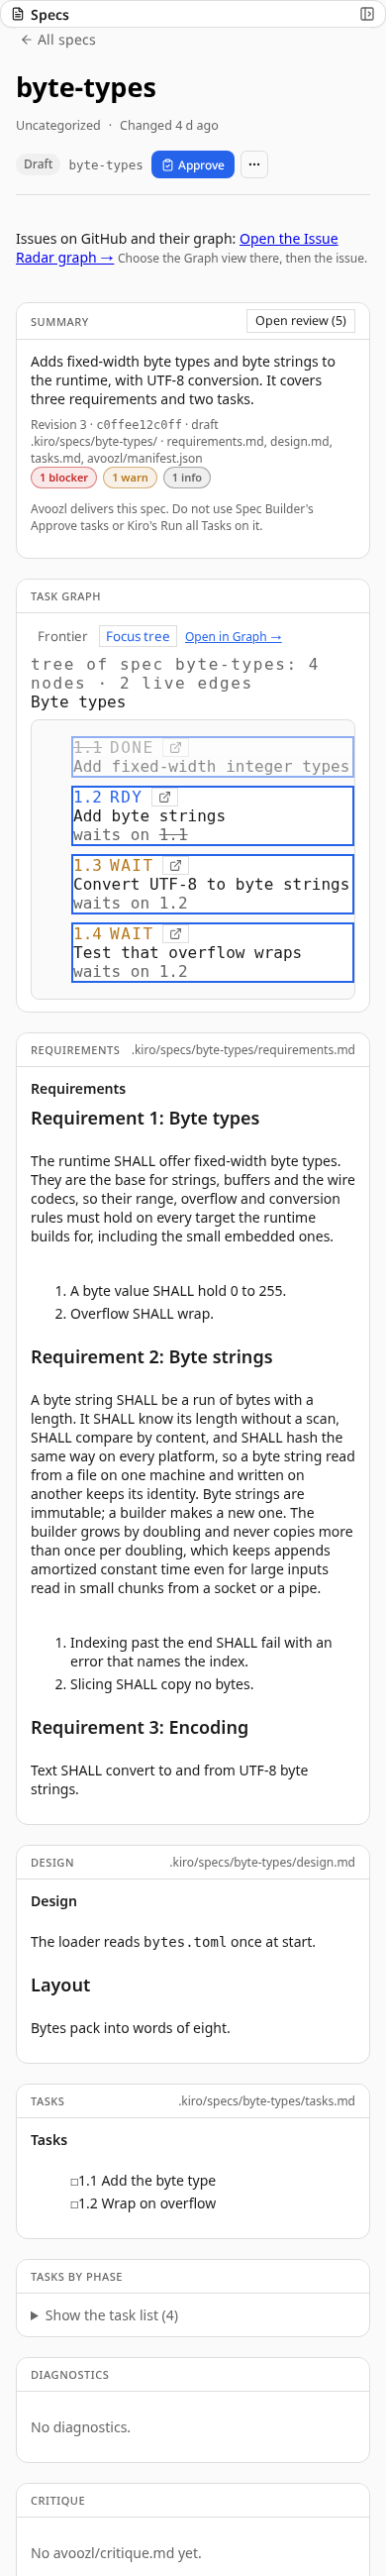 Specs
← All specs
byte-types
Uncategorized · Changed 4 d ago
Draft byte-types Approve ···
Issues on GitHub and their graph: Open the Issue
Radar graph → Choose the Graph view there, then the issue.
SUMMARY Open review (5)
Adds fixed-width byte types and byte strings to
the runtime, with UTF-8 conversion. It covers
three requirements and two tasks.
Revision 3 · c0ffee12c0ff · draft
.kiro/specs/byte-types/ · requirements.md, design.md,
tasks.md, avoozl/manifest.json
1 blocker 1 warn 1 info
Avoozl delivers this spec. Do not use Spec Builder's
Approve tasks or Kiro's Run all Tasks on it.
TASK GRAPH
Frontier Focus tree Open in Graph →
tree of spec byte-types: 4
nodes · 2 live edges
Byte types
1.1 DONE
Add fixed-width integer types
1.2 RDY
Add byte strings
waits on 1.1
1.3 WAIT
Convert UTF-8 to byte strings
waits on 1.2
1.4 WAIT
Test that overflow wraps
waits on 1.2
REQUIREMENTS .kiro/specs/byte-types/requirements.md
Requirements
Requirement 1: Byte types
The runtime SHALL offer fixed-width byte types.
They are the base for strings, buffers and the wire
codecs, so their range, overflow and conversion
rules must hold on every target the runtime
builds for, including the small embedded ones.
1. A byte value SHALL hold 0 to 255.
2. Overflow SHALL wrap.
Requirement 2: Byte strings
A byte string SHALL be a run of bytes with a
length. It SHALL know its length without a scan,
SHALL compare by content, and SHALL hash the
same way on every platform, so a byte string read
from a file on one machine and written on
another keeps its identity. Byte strings are
immutable; a builder makes a new one. The
builder grows by doubling and never copies more
than once per doubling, which keeps appends
amortized constant time even for large inputs
read in small chunks from a socket or a pipe.
1. Indexing past the end SHALL fail with an
error that names the index.
2. Slicing SHALL copy no bytes.
Requirement 3: Encoding
Text SHALL convert to and from UTF-8 byte
strings.
DESIGN .kiro/specs/byte-types/design.md
Design
The loader reads bytes.toml once at start.
Layout
Bytes pack into words of eight.
TASKS .kiro/specs/byte-types/tasks.md
Tasks
☐1.1 Add the byte type
☐1.2 Wrap on overflow
TASKS BY PHASE
▶ Show the task list (4)
DIAGNOSTICS
No diagnostics.
CRITIQUE
No avoozl/critique.md yet.